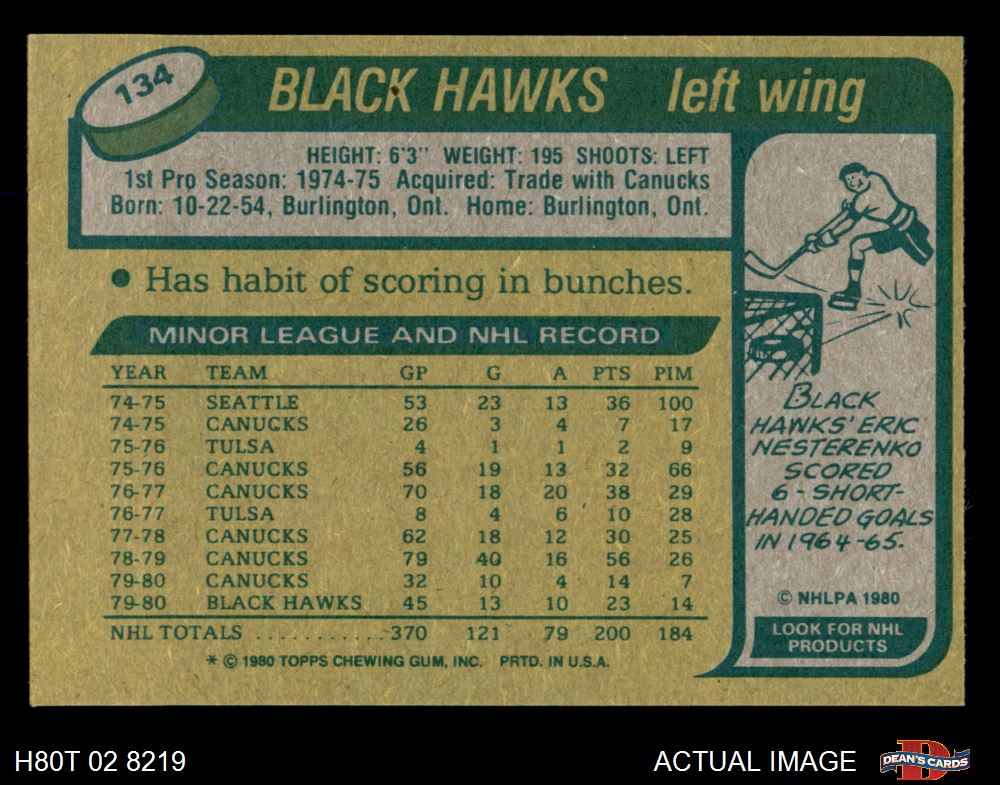 134
BLACK HAWKS left wing
HEIGHT: 6'3" WEIGHT: 195 SHOOTS: LEFT
1st Pro Season: 1974-75 Acquired: Trade with Canucks
Born: 10-22-54, Burlington, Ont. Home: Burlington, Ont.
● Has habit of scoring in bunches.
MINOR LEAGUE AND NHL RECORD
YEAR TEAM GP G A PTS PIM
74-75 SEATTLE 53 23 13 36 100
74-75 CANUCKS 26 3 4 7 17
75-76 TULSA 4 1 1 2 9
75-76 CANUCKS 56 19 13 32 66
76-77 CANUCKS 70 18 20 38 29
76-77 TULSA 8 4 6 10 28
77-78 CANUCKS 62 18 12 30 25
78-79 CANUCKS 79 40 16 56 26
79-80 CANUCKS 32 10 4 14 7
79-80 BLACK HAWKS 45 13 10 23 14
NHL TOTALS ........... 370 121 79 200 184
* © 1980 TOPPS CHEWING GUM, INC. PRTD. IN U.S.A.
BLACK
HAWKS' ERIC
NESTERENKO
SCORED
6 - SHORT-
HANDED GOALS
IN 1964-65.
© NHLPA 1980
LOOK FOR NHL
PRODUCTS
H80T 02 8219
ACTUAL IMAGE
D
DEAN'S CARDS